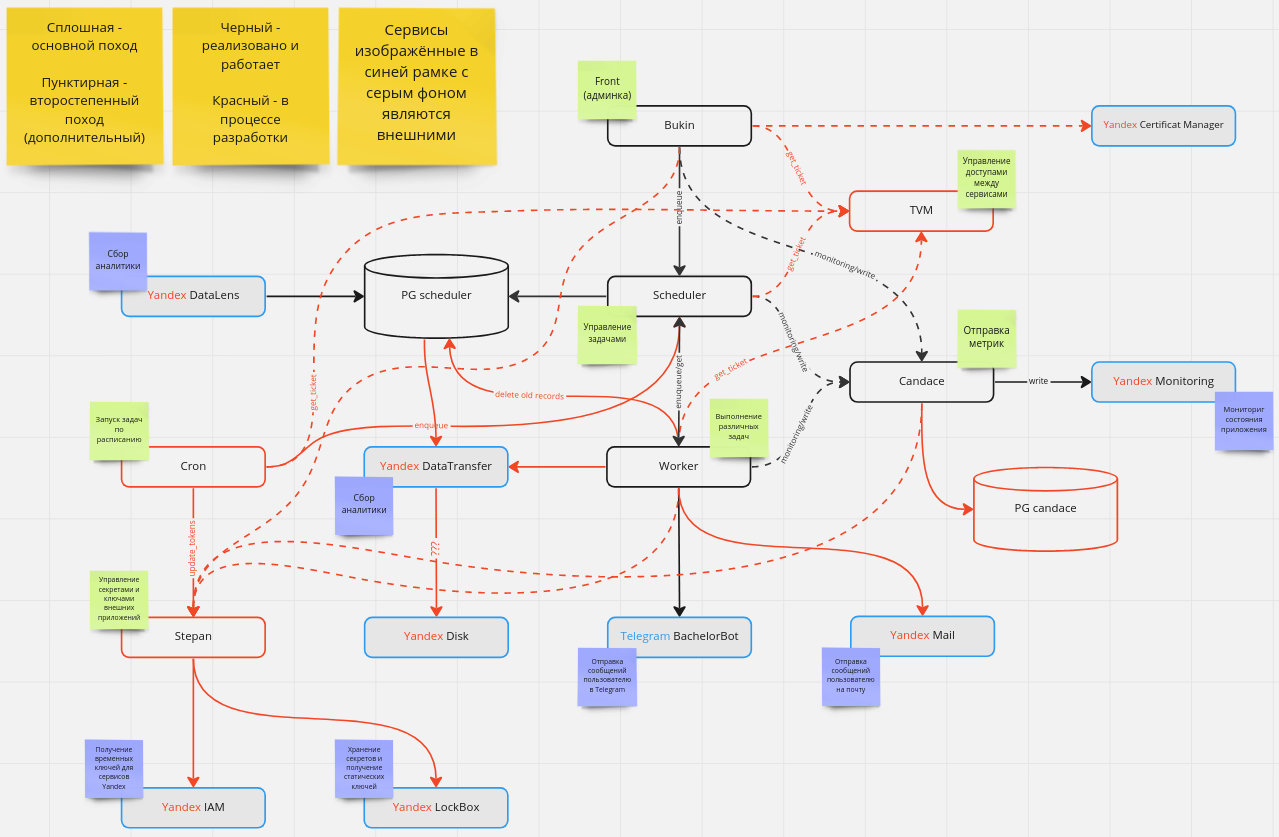 Сплошная -
основной поход
Пунктирная -
второстепенный
поход
(дополнительный)
Черный -
реализовано и
работает
Красный - в
процессе
разработки
Сервисы
изображённые в
синей рамке с
серым фоном
являются
внешними
Front
(админка)
Bukin
Yandex Certificat Manager
get_ticket
Управление
доступами
между
сервисами
TVM
enqueue
get_ticket
monitoring/write
Сбор
аналитики
Yandex DataLens
PG scheduler
Scheduler
Управление
задачами
monitoring/write
Отправка
метрик
Candace
write
Yandex Monitoring
Мониториг
состояния
приложения
get_ticket
get_ticket
enqueue/get
delete old records
Запуск задач
по
расписанию
Cron
enqueue
Yandex DataTransfer
Сбор
аналитики
Выполнение
различных
задач
Worker
monitoring/write
PG candace
update_tokens
???
Управление
секретами и
ключами
внешних
приложений
Stepan
Yandex Disk
Telegram BachelorBot
Отправка
сообщений
пользователю
в Telegram
Yandex Mail
Отправка
сообщений
пользователю
на почту
Получение
временных
ключей для
сервисов
Yandex
Yandex IAM
Хранение
секретов и
получение
статических
ключей
Yandex LockBox